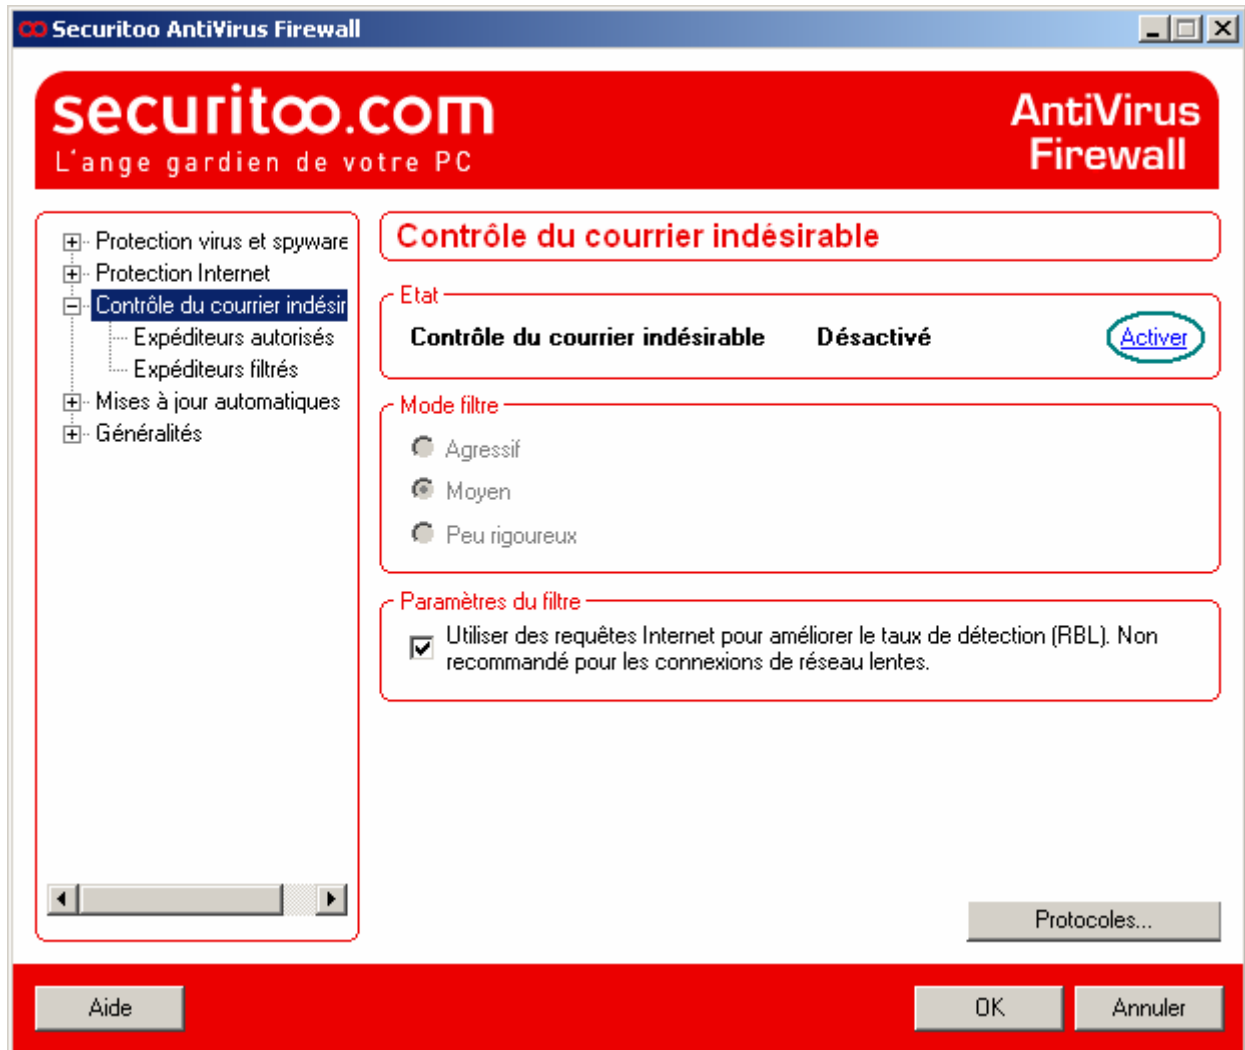 Securitoo AntiVirus Firewall
securitoo.com
L'ange gardien de votre PC
AntiVirus
Firewall
Protection virus et spyware
Protection Internet
Contrôle du courrier indésir
Expéditeurs autorisés
Expéditeurs filtrés
Mises à jour automatiques
Généralités
Contrôle du courrier indésirable
Etat
Contrôle du courrier indésirable Désactivé Activer
Mode filtre
Agressif
Moyen
Peu rigoureux
Paramètres du filtre
Utiliser des requêtes Internet pour améliorer le taux de détection (RBL). Non
recommandé pour les connexions de réseau lentes.
Protocoles...
Aide
OK
Annuler